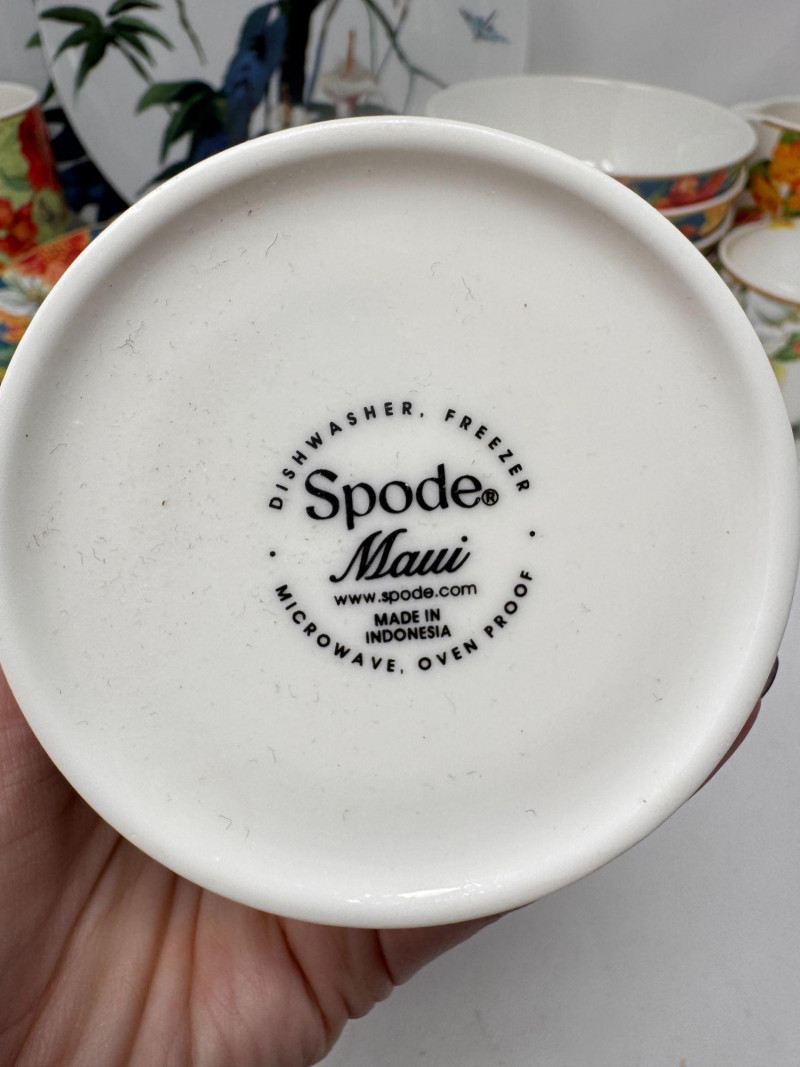 DISHWASHER, FREEZER
Spode®
Maui
www.spode.com
MADE IN
INDONESIA
MICROWAVE, OVEN PROOF